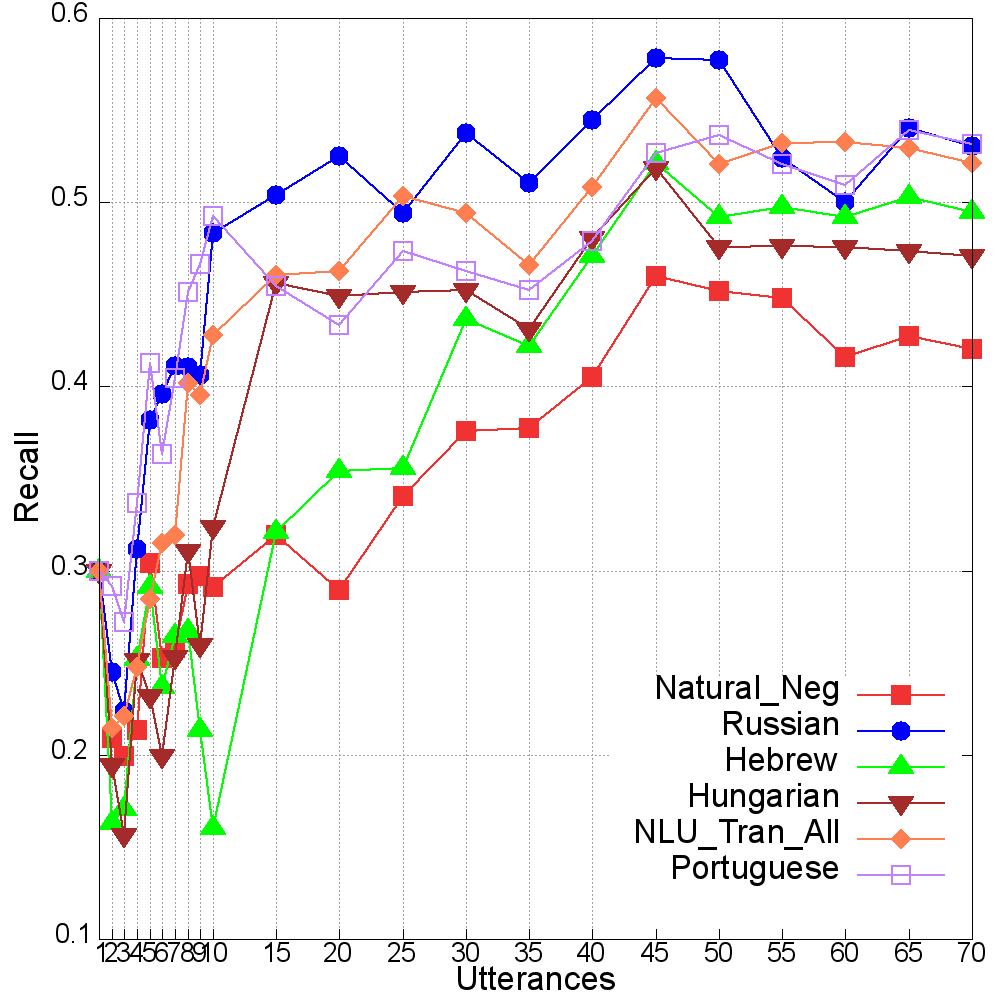 0.6
0.5
0.4
0.3
0.2
0.1
Recall
Natural_Neg
Russian
Hebrew
Hungarian
NLU_Tran_All
Portuguese
1 2 3 4 5 6 7 8 9 10 15 20 25 30 35 40 45 50 55 60 65 70
Utterances